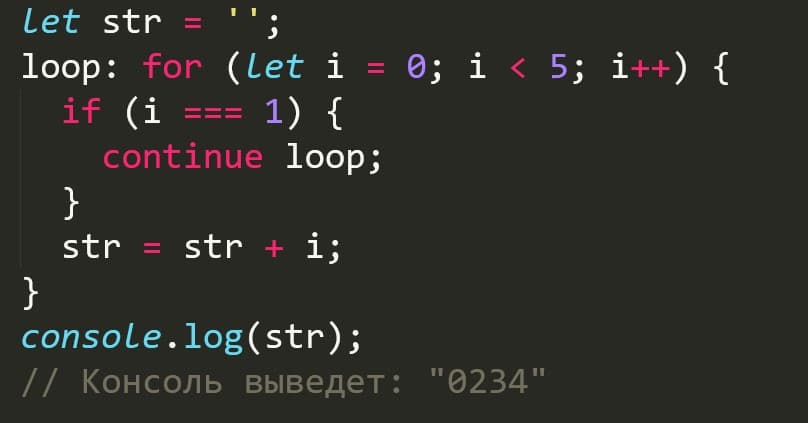 let str = '';
loop: for (let i = 0; i < 5; i++) {
  if (i === 1) {
    continue loop;
  }
  str = str + i;
}
console.log(str);
// Консоль выведет: "0234"